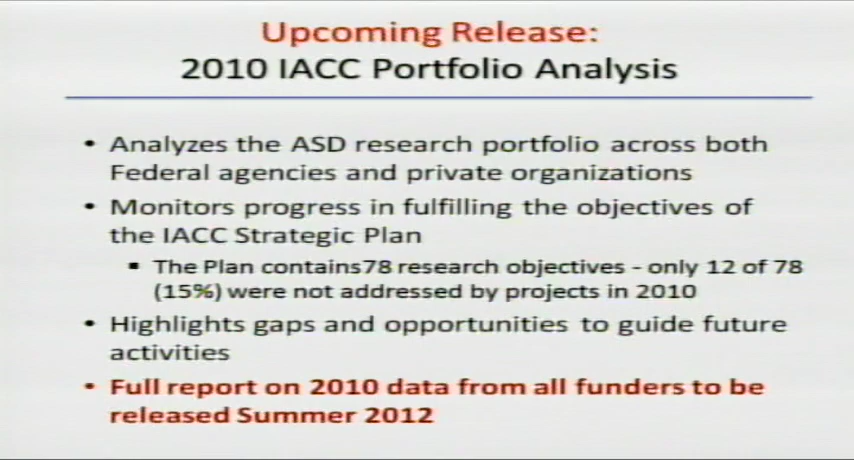 Upcoming Release:
2010 IACC Portfolio Analysis
• Analyzes the ASD research portfolio across both
Federal agencies and private organizations
• Monitors progress in fulfilling the objectives of
the IACC Strategic Plan
▪ The Plan contains78 research objectives - only 12 of 78
(15%) were not addressed by projects in 2010
• Highlights gaps and opportunities to guide future
activities
• Full report on 2010 data from all funders to be
released Summer 2012